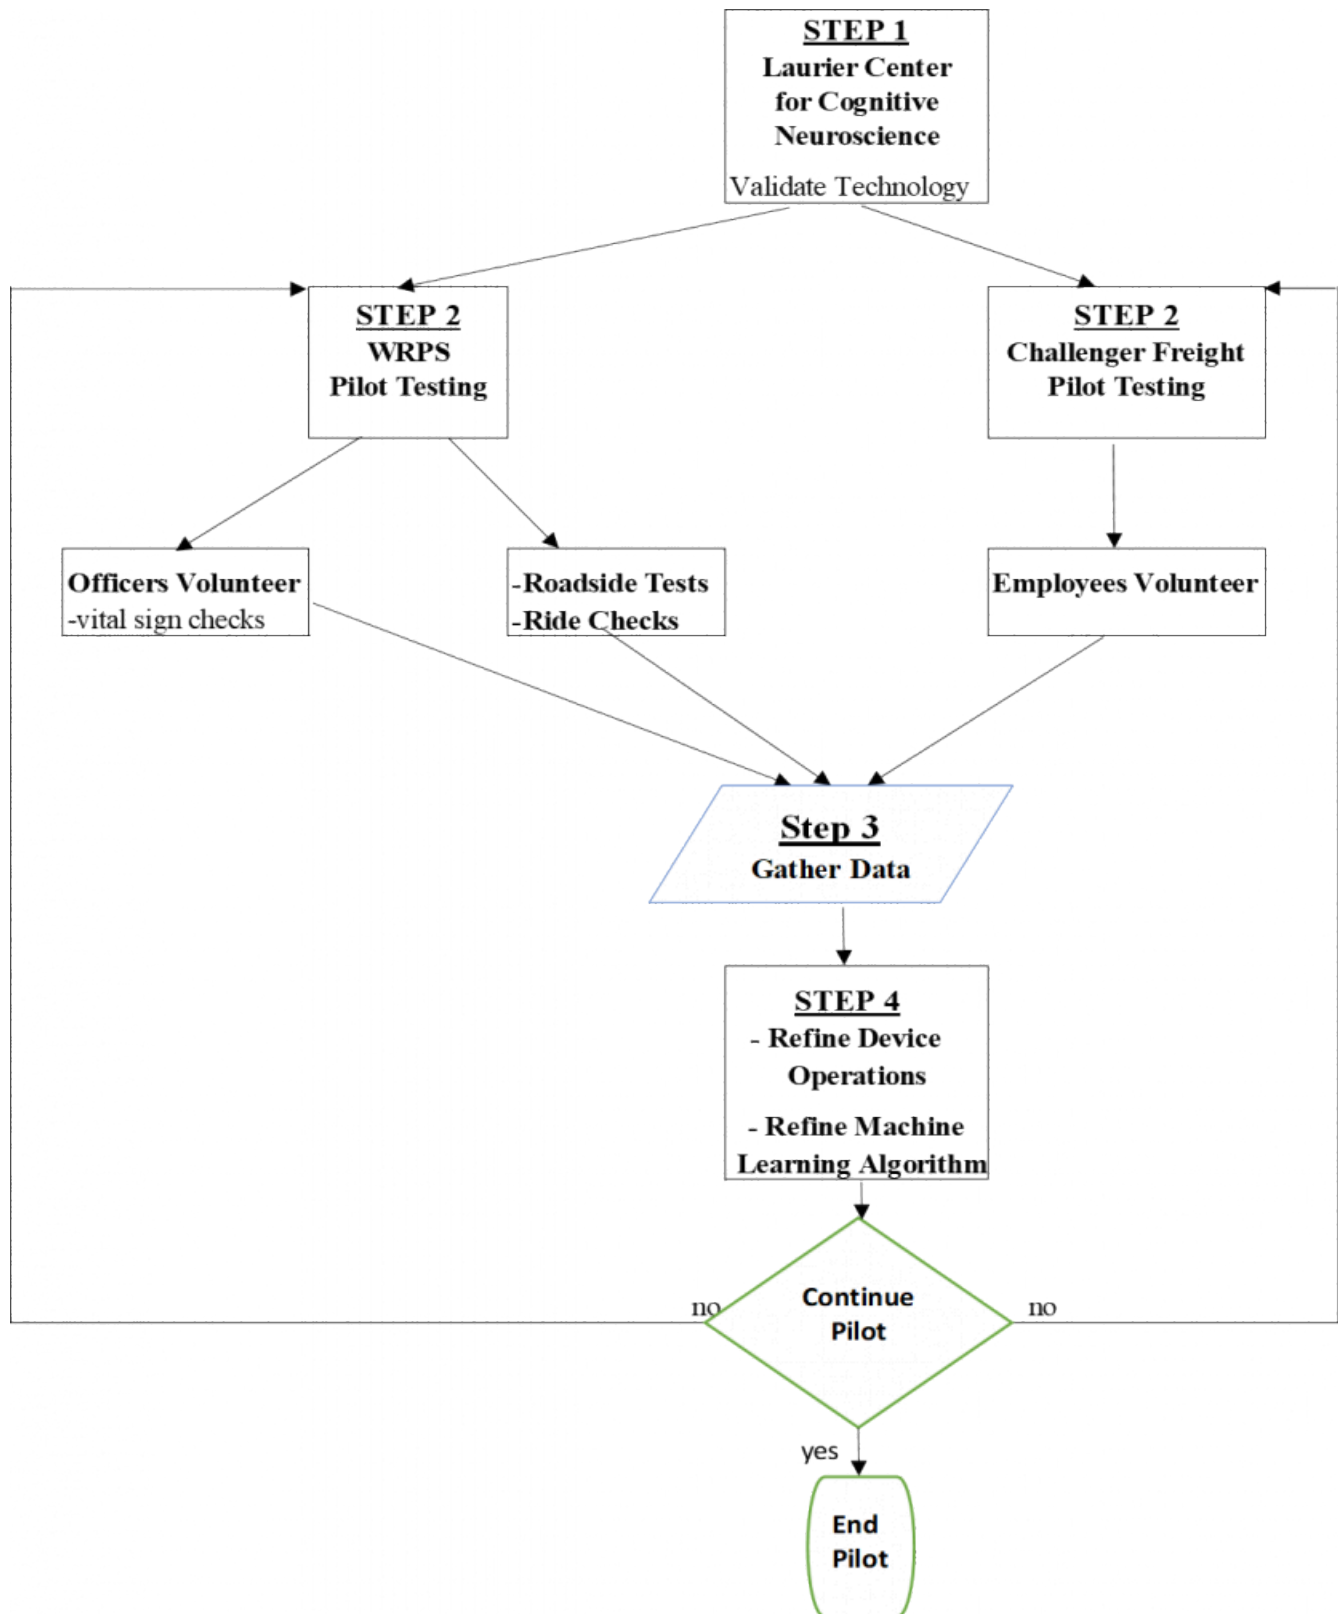 STEP 1
Laurier Center
for Cognitive
Neuroscience
Validate Technology
STEP 2
WRPS
Pilot Testing
STEP 2
Challenger Freight
Pilot Testing
Officers Volunteer
-vital sign checks
-Roadside Tests
-Ride Checks
Employees Volunteer
Step 3
Gather Data
STEP 4
- Refine Device
Operations
- Refine Machine
Learning Algorithm
Continue
Pilot
no
no
yes
End
Pilot